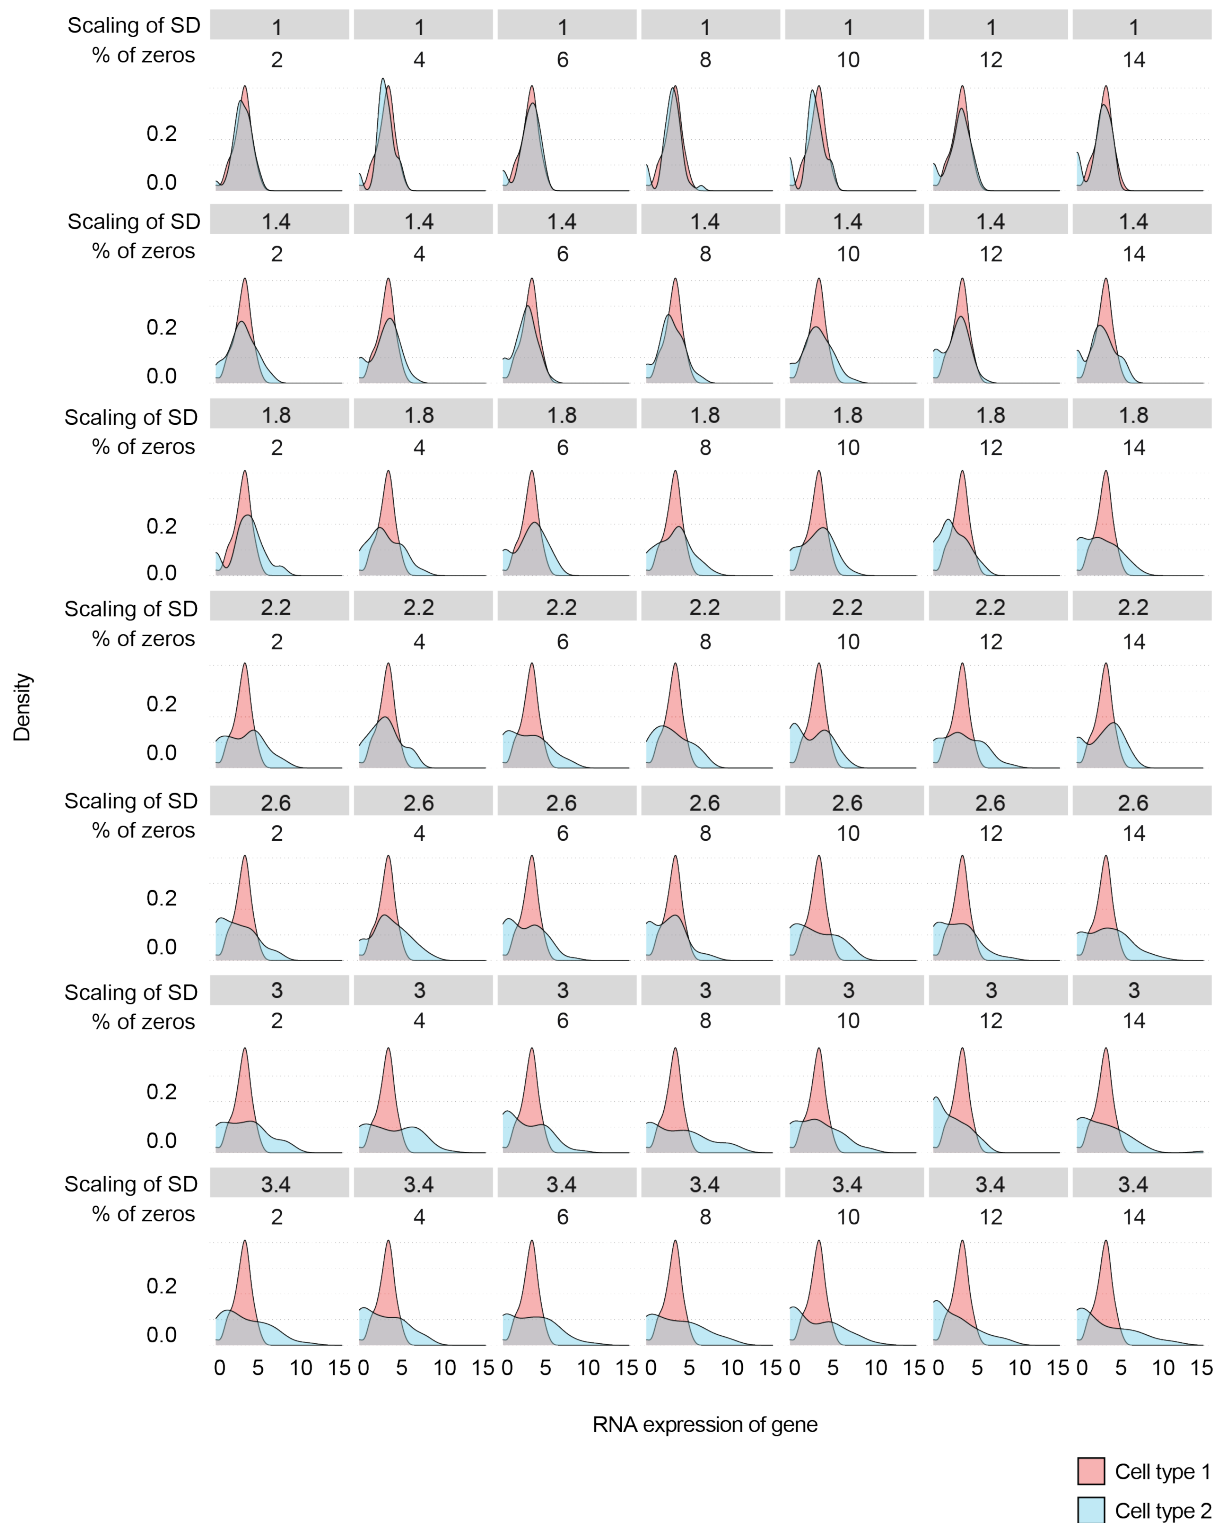 Scaling of SD 1 1 1 1 1 1 1
% of zeros 2 4 6 8 10 12 14
0.2
0.0
Scaling of SD 1.4 1.4 1.4 1.4 1.4 1.4 1.4
% of zeros 2 4 6 8 10 12 14
0.2
0.0
Scaling of SD 1.8 1.8 1.8 1.8 1.8 1.8 1.8
% of zeros 2 4 6 8 10 12 14
0.2
0.0
Scaling of SD 2.2 2.2 2.2 2.2 2.2 2.2 2.2
% of zeros 2 4 6 8 10 12 14
Density
0.2
0.0
Scaling of SD 2.6 2.6 2.6 2.6 2.6 2.6 2.6
% of zeros 2 4 6 8 10 12 14
0.2
0.0
Scaling of SD 3 3 3 3 3 3 3
% of zeros 2 4 6 8 10 12 14
0.2
0.0
Scaling of SD 3.4 3.4 3.4 3.4 3.4 3.4 3.4
% of zeros 2 4 6 8 10 12 14
0.2
0.0
0 5 10 15 0 5 10 15 0 5 10 15 0 5 10 15 0 5 10 15 0 5 10 15 0 5 10 15
RNA expression of gene
Cell type 1
Cell type 2